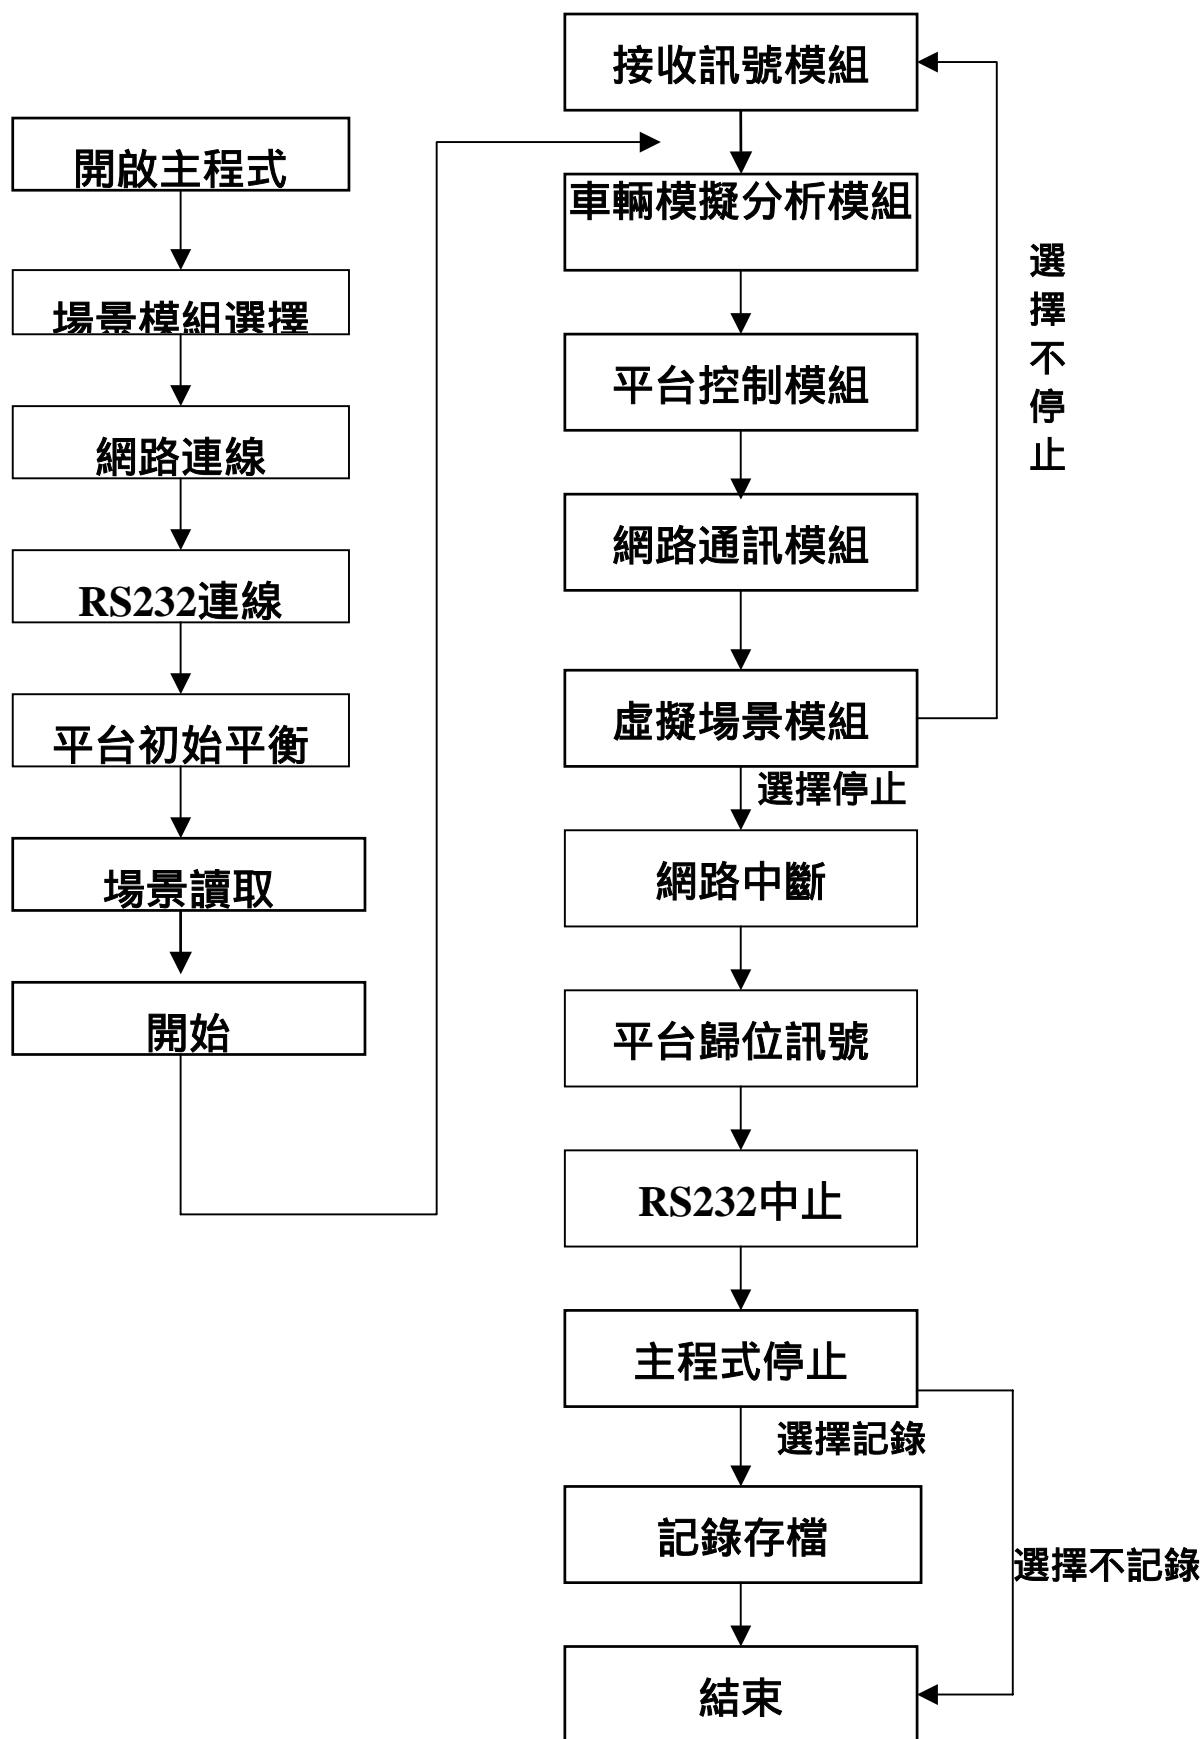 開啟主程式
場景模組選擇
網路連線
RS232連線
平台初始平衡
場景讀取
開始
接收訊號模組
車輛模擬分析模組
平台控制模組
網路通訊模組
虛擬場景模組
選擇不停止
選擇停止
網路中斷
平台歸位訊號
RS232中止
主程式停止
選擇記錄
記錄存檔
選擇不記錄
結束